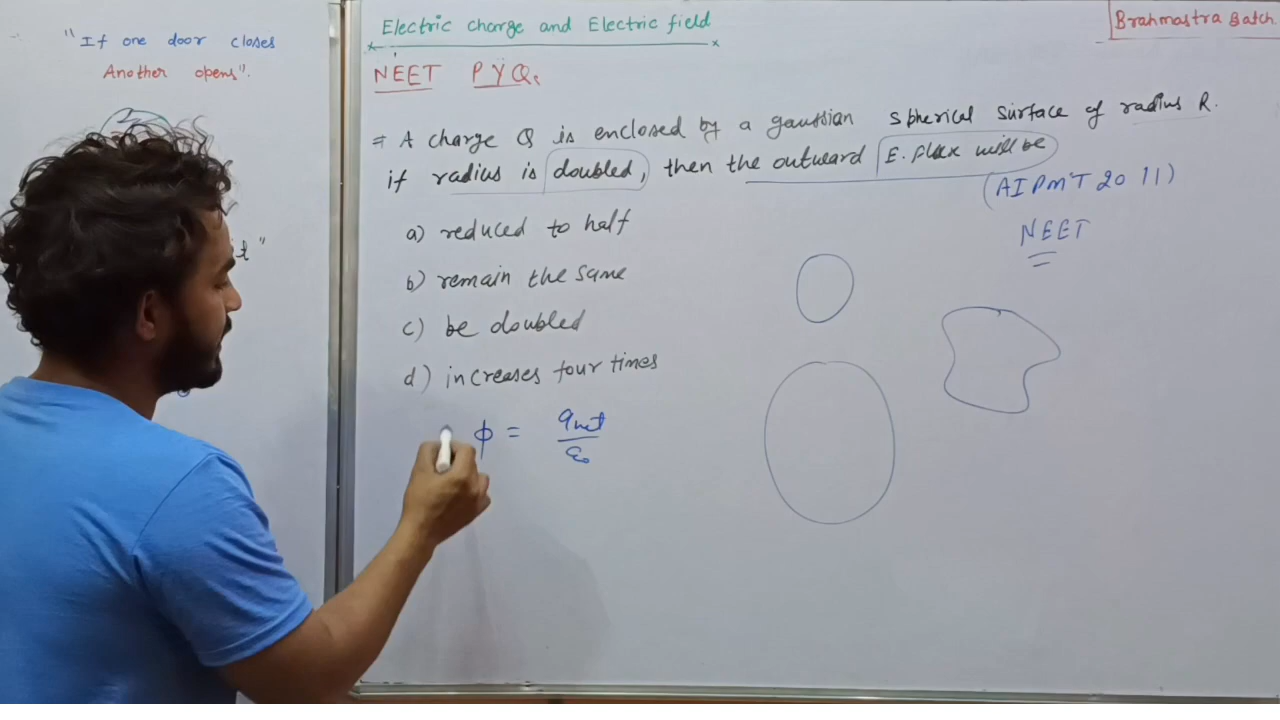 "If one door closes
Another opens".
Electric charge and Electric field
Brahmastra Batch
NEET PYQs
⇒ A charge Q is enclosed by a gaussian spherical surface of radius R.
if radius is doubled, then the outward E. flux will be
(AIPMT 2011)
NEET
a) reduced to half
b) remain the same
c) be doubled
d) increases four times
φ = qnet
ε₀